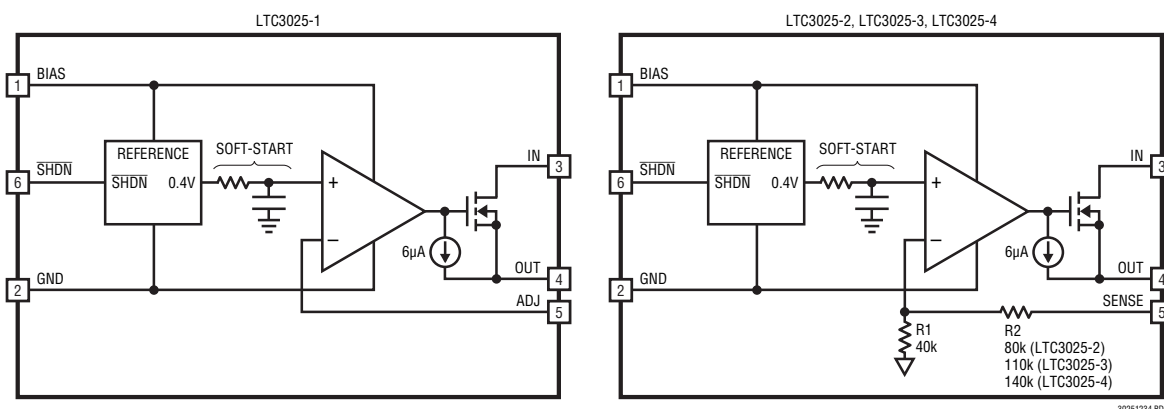 LTC3025-1
1
BIAS
REFERENCE
SOFT-START
IN
3
6
SHDN
SHDN
0.4V
+
–
6µA
OUT
4
2
GND
ADJ
5
LTC3025-2, LTC3025-3, LTC3025-4
1
BIAS
REFERENCE
SOFT-START
IN
3
6
SHDN
SHDN
0.4V
+
–
6µA
OUT
4
2
GND
SENSE
5
R1
40k
R2
80k (LTC3025-2)
110k (LTC3025-3)
140k (LTC3025-4)